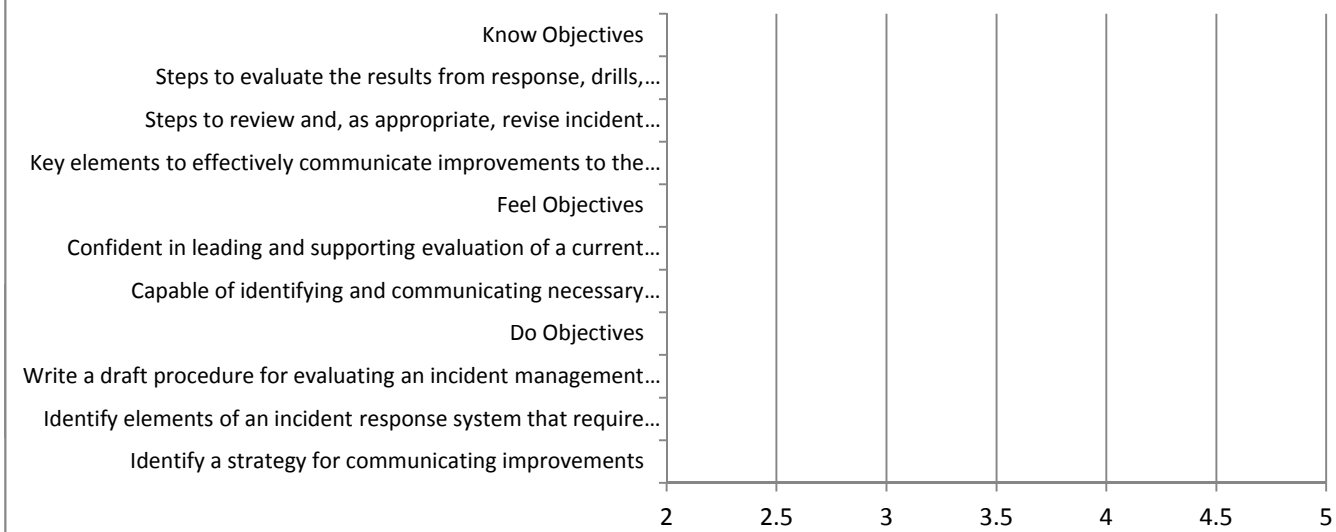 Know Objectives
Steps to evaluate the results from response, drills,...
Steps to review and, as appropriate, revise incident...
Key elements to effectively communicate improvements to the...
Feel Objectives
Confident in leading and supporting evaluation of a current...
Capable of identifying and communicating necessary...
Do Objectives
Write a draft procedure for evaluating an incident management...
Identify elements of an incident response system that require...
Identify a strategy for communicating improvements
2 2.5 3 3.5 4 4.5 5